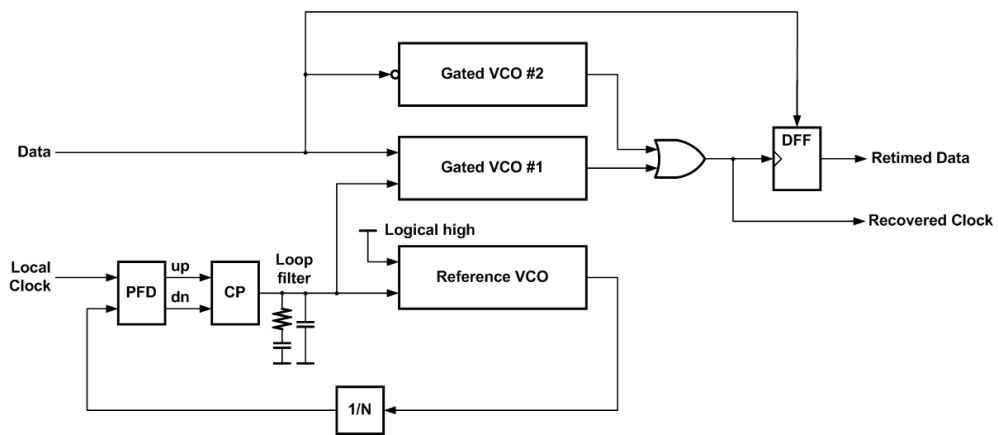 Gated VCO #2
Data
Gated VCO #1
DFF
Retimed Data
Recovered Clock
Logical high
Local
Clock
PFD
up
dn
CP
Loop
filter
Reference VCO
1/N